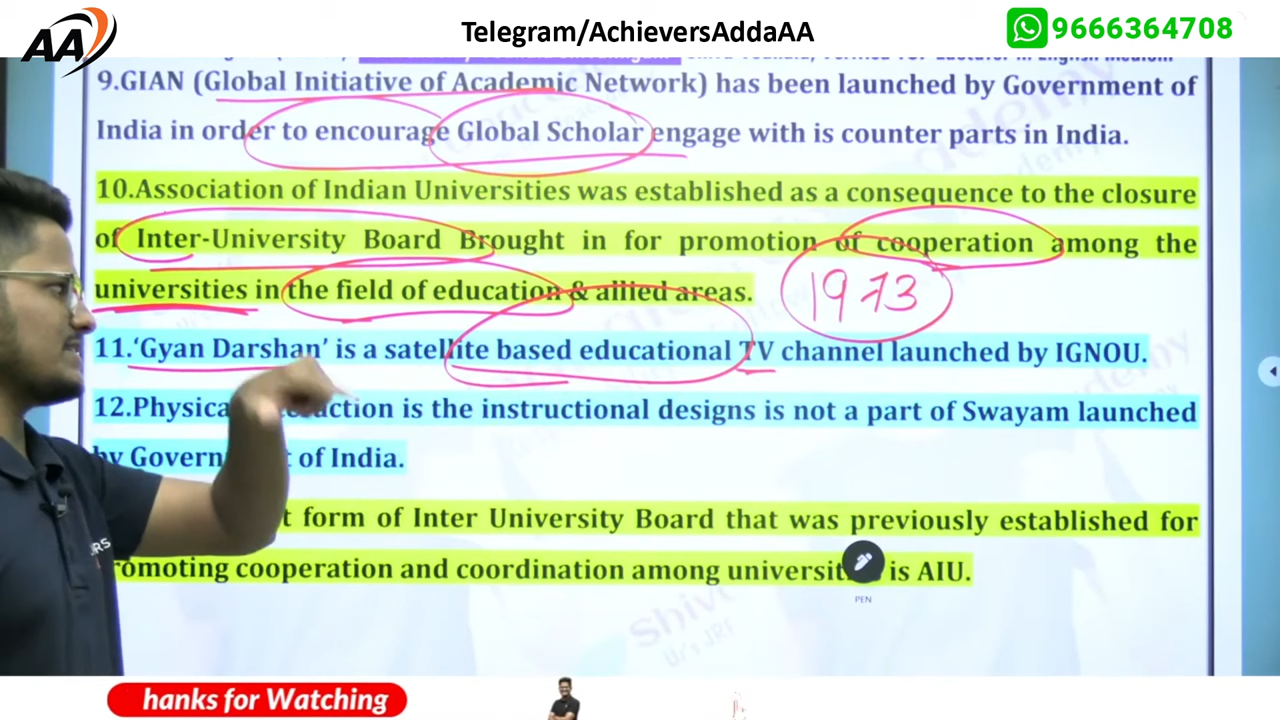 AA
Telegram/AchieversAddaAA
9666364708
9.GIAN (Global Initiative of Academic Network) has been launched by Government of
India in order to encourage Global Scholar engage with is counter parts in India.
10.Association of Indian Universities was established as a consequence to the closure
of Inter-University Board Brought in for promotion of cooperation among the
universities in the field of education & allied areas.
1973
11.‘Gyan Darshan’ is a satellite based educational TV channel launched by IGNOU.
12.Physica ction is the instructional designs is not a part of Swayam launched
by Govern of India.
t form of Inter University Board that was previously established for
romoting cooperation and coordination among universit is AIU.
PEN
hanks for Watching